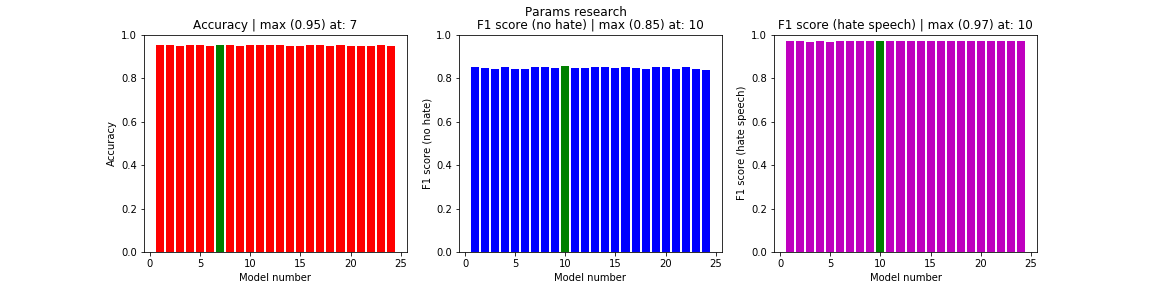 Params research
Accuracy | max (0.95) at: 7
1.0
0.8
0.6
0.4
0.2
0.0
Accuracy
0 5 10 15 20 25
Model number
F1 score (no hate) | max (0.85) at: 10
1.0
0.8
0.6
0.4
0.2
0.0
F1 score (no hate)
0 5 10 15 20 25
Model number
F1 score (hate speech) | max (0.97) at: 10
1.0
0.8
0.6
0.4
0.2
0.0
F1 score (hate speech)
0 5 10 15 20 25
Model number